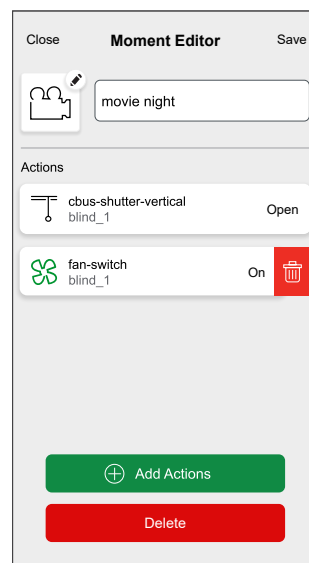 Close Moment Editor Save
movie night
Actions
cbus-shutter-vertical
blind_1
Open
fan-switch
blind_1
On
Add Actions
Delete